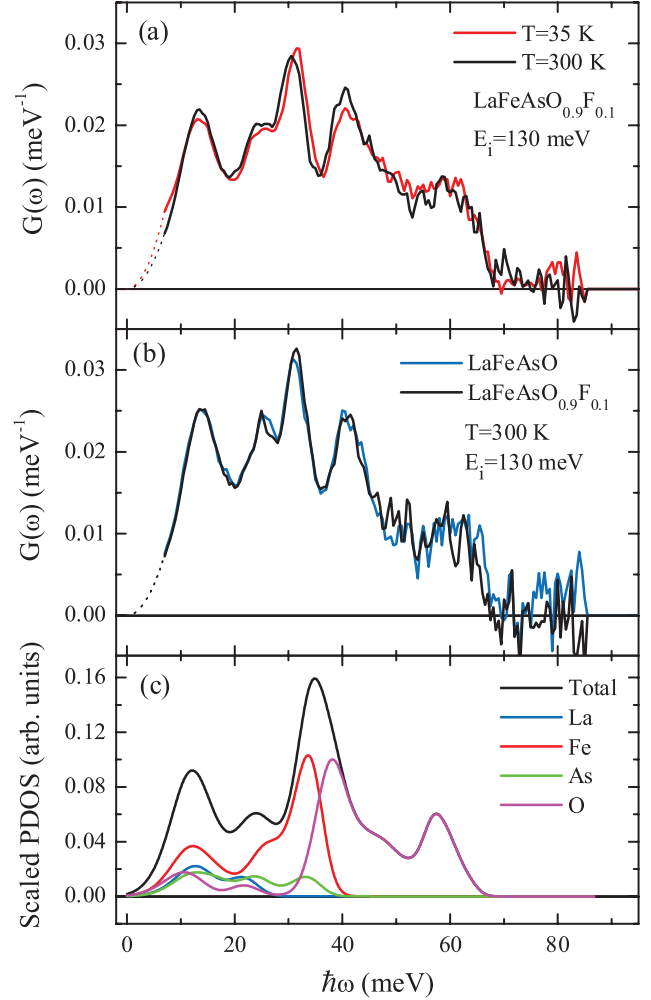 (a)
T=35 K
T=300 K
LaFeAsO0.9F0.1
Ei=130 meV
G(ω) (meV-1)
0.03
0.02
0.01
0.00
(b)
LaFeAsO
LaFeAsO0.9F0.1
T=300 K
Ei=130 meV
G(ω) (meV-1)
0.03
0.02
0.01
0.00
(c)
Total
La
Fe
As
O
Scaled PDOS (arb. units)
0.16
0.12
0.08
0.04
0.00
0 20 40 60 80
ħω (meV)